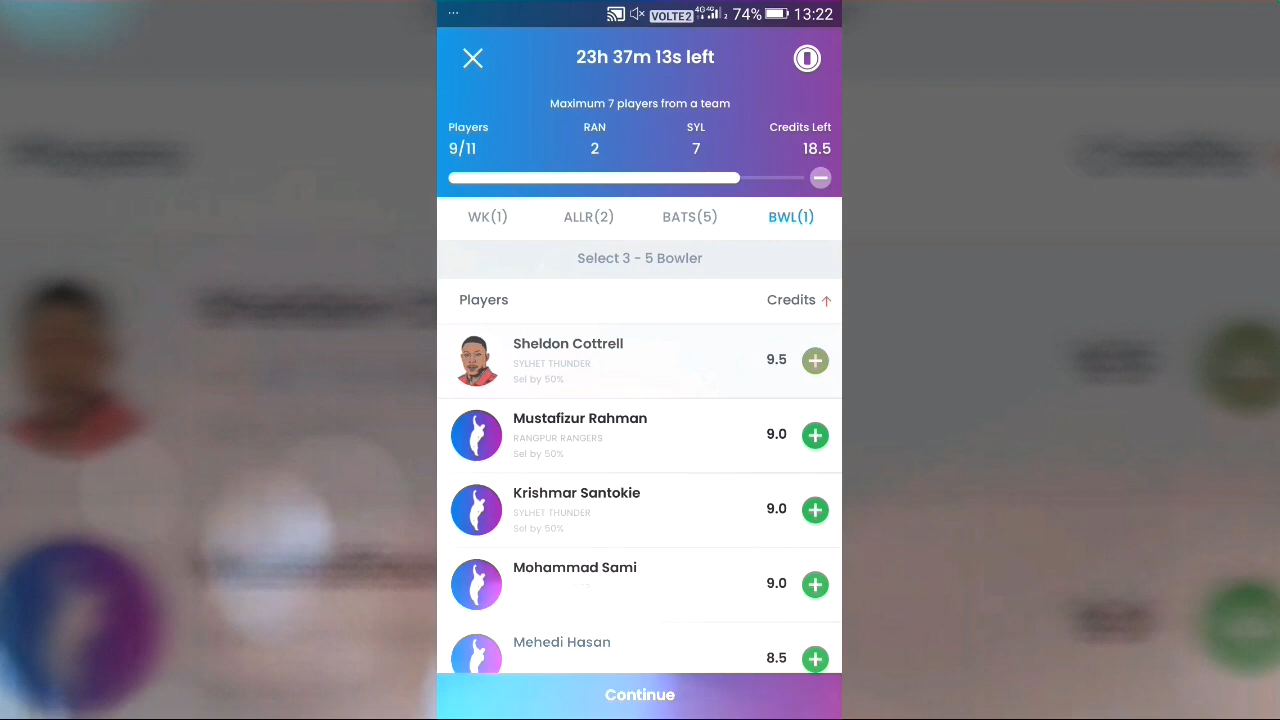 ... VOLTE2 4G 4G 2 74% 13:22
23h 37m 13s left
Maximum 7 players from a team
Players RAN SYL Credits Left
9/11 2 7 18.5
WK(1) ALLR(2) BATS(5) BWL(1)
Select 3 - 5 Bowler
Players Credits ↑
Sheldon Cottrell
SYLHET THUNDER
Sel by 50%
9.5
Mustafizur Rahman
RANGPUR RANGERS
Sel by 50%
9.0
Krishmar Santokie
SYLHET THUNDER
Sel by 50%
9.0
Mohammad Sami
9.0
Mehedi Hasan
8.5
Continue